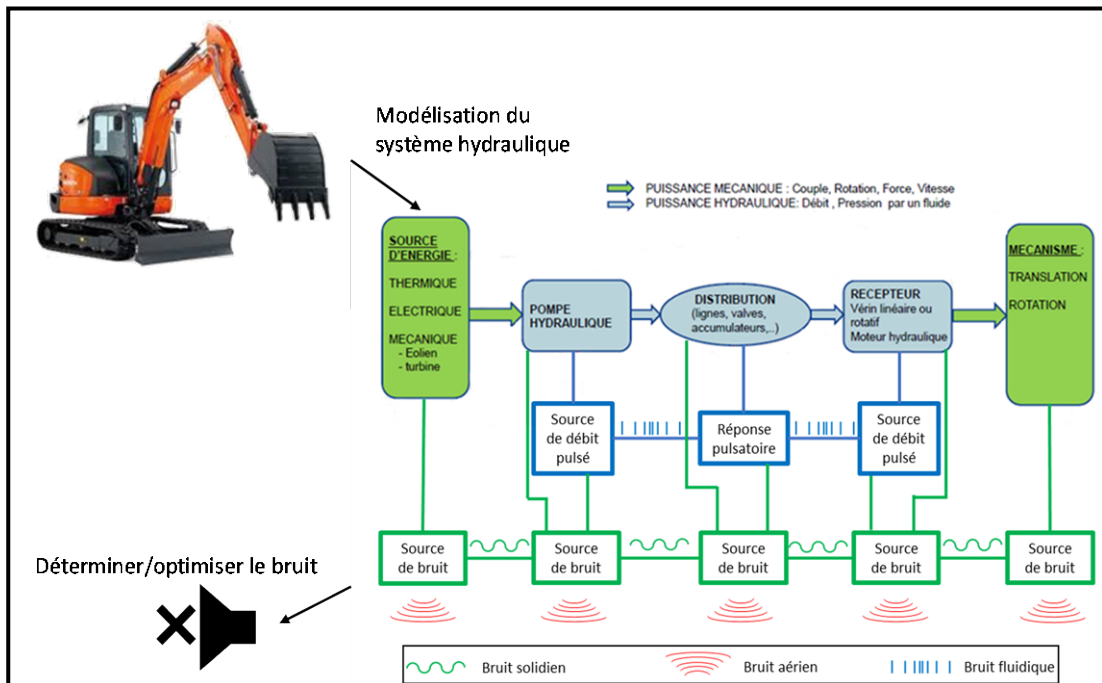 Modélisation du
système hydraulique
PUISSANCE MECANIQUE : Couple, Rotation, Force, Vitesse
PUISSANCE HYDRAULIQUE: Débit , Pression par un fluide
SOURCE
D'ENERGIE :
THERMIQUE
ELECTRIQUE
MECANIQUE
- Eolien
- turbine
POMPE
HYDRAULIQUE
DISTRIBUTION
(lignes, valves,
accumulateurs,..)
RECEPTEUR
Vérin linéaire ou
rotatif
Moteur hydraulique
MECANISME :
TRANSLATION
ROTATION
Source
de débit
pulsé
Réponse
pulsatoire
Source
de débit
pulsé
Source
de bruit
Source
de bruit
Source
de bruit
Source
de bruit
Source
de bruit
Déterminer/optimiser le bruit
Bruit solidien
Bruit aérien
Bruit fluidique